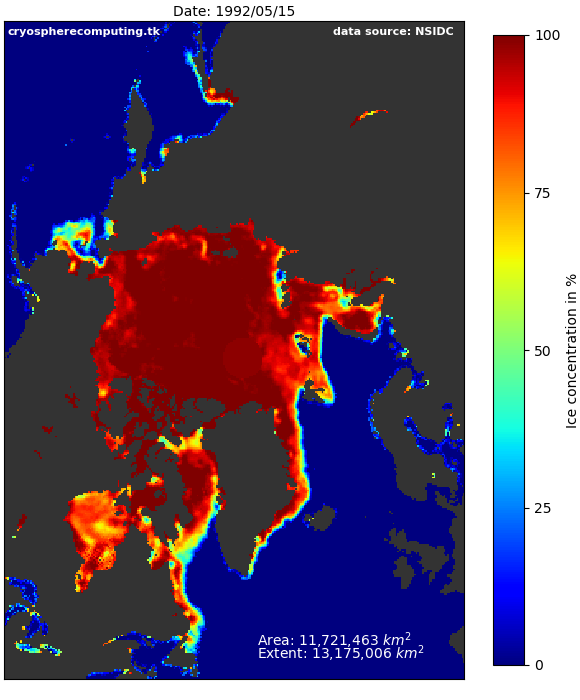 Date: 1992/05/15
cryospherecomputing.tk
data source: NSIDC
100
75
50
25
0
Ice concentration in %
Area: 11,721,463 km²
Extent: 13,175,006 km²